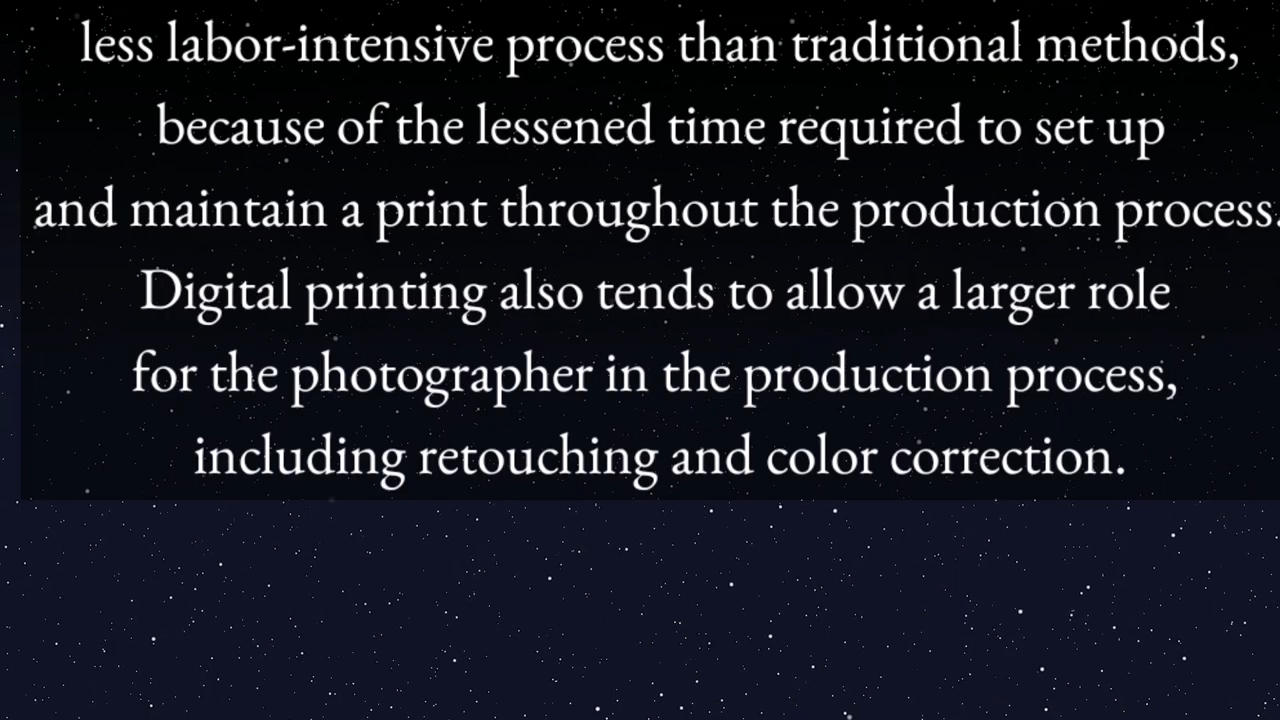 less labor-intensive process than traditional methods,
because of the lessened time required to set up
and maintain a print throughout the production process.
Digital printing also tends to allow a larger role
for the photographer in the production process,
including retouching and color correction.